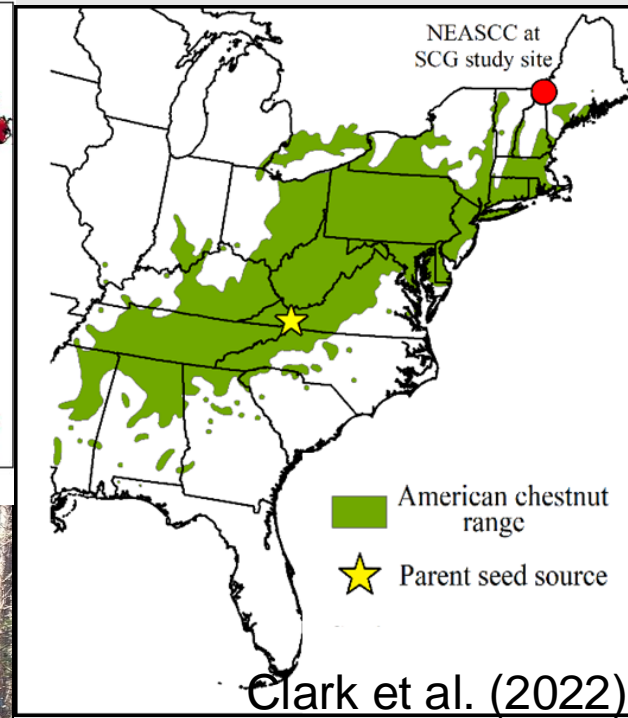 NEASCC at
SCG study site
American chestnut
range
Parent seed source
Clark et al. (2022)